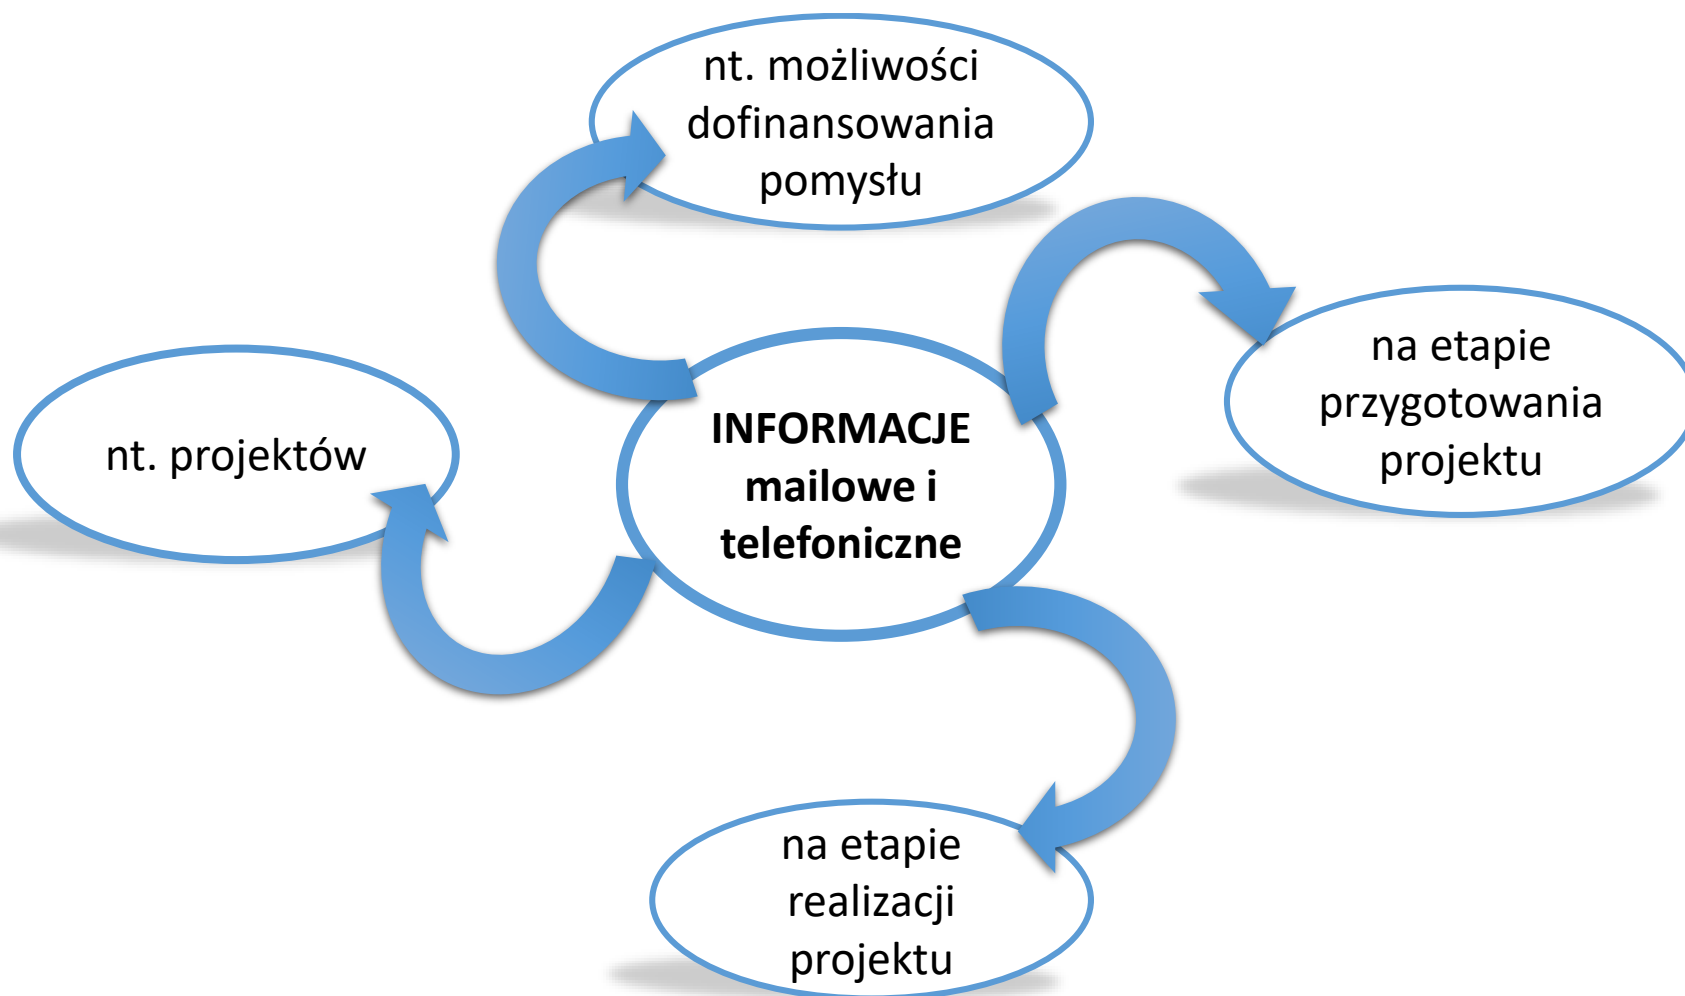 nt. możliwości
dofinansowania
pomysłu
na etapie
przygotowania
projektu
INFORMACJE
mailowe i
telefoniczne
nt. projektów
na etapie
realizacji
projektu